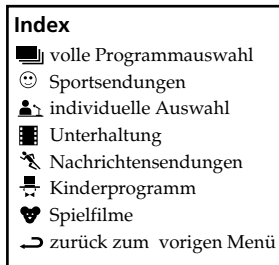 Index
volle Programmauswahl
Sportsendungen
individuelle Auswahl
Unterhaltung
Nachrichtensendungen
Kinderprogramm
Spielfilme
zurück zum vorigen Menü